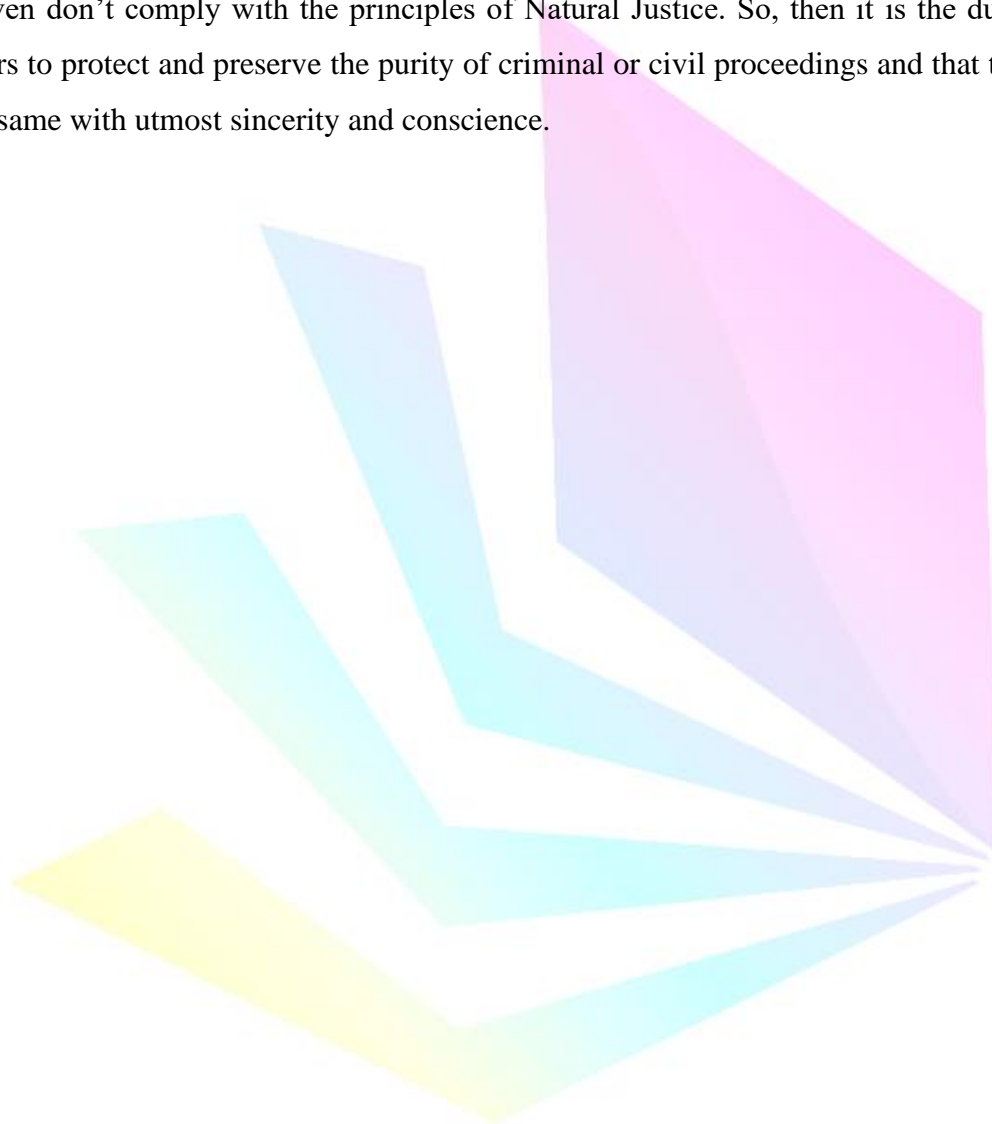 ven don’t comply with the principles of Natural Justice. So, then it is the du
rs to protect and preserve the purity of criminal or civil proceedings and that t
same with utmost sincerity and conscience.